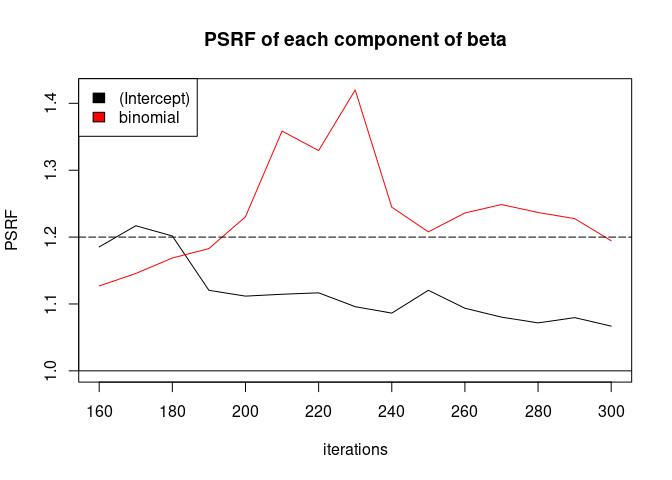 PSRF of each component of beta
(Intercept)
binomial
PSRF
1.4
1.3
1.2
1.1
1.0
160 180 200 220 240 260 280 300
iterations